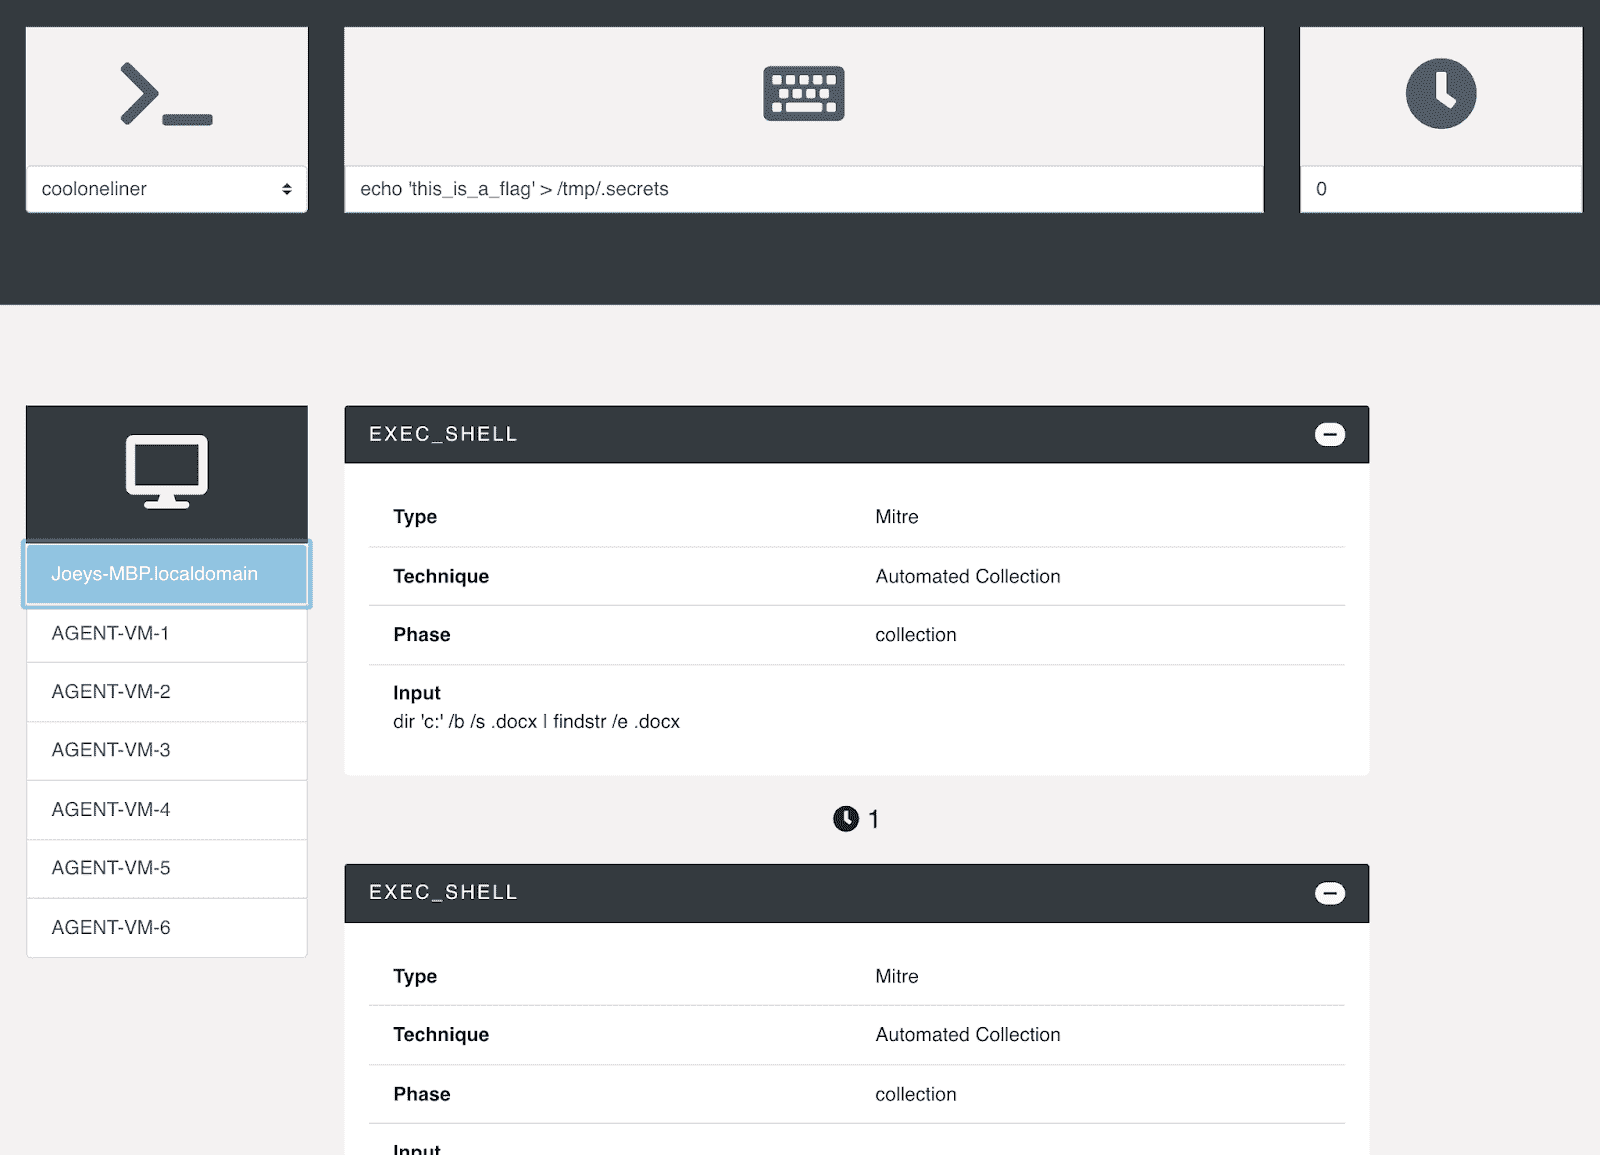 cooloneliner
echo 'this_is_a_flag' > /tmp/.secrets
0
Joeys-MBP.localdomain
AGENT-VM-1
AGENT-VM-2
AGENT-VM-3
AGENT-VM-4
AGENT-VM-5
AGENT-VM-6
EXEC_SHELL
Type Mitre
Technique Automated Collection
Phase collection
Input
dir 'c:' /b /s .docx | findstr /e .docx
1
EXEC_SHELL
Type Mitre
Technique Automated Collection
Phase collection
Input